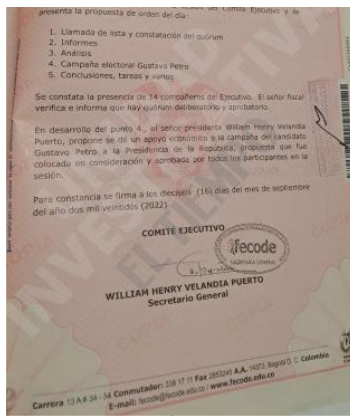 presenta la propuesta de orden del día:
1. Llamada de lista y constatación del quórum
2. Informes
3. Análisis
4. Campaña electoral Gustavo Petro
5. Conclusiones, tareas y varios
Se constata la presencia de 14 compañeros del Ejecutivo. El señor fiscal
verifica e informa que hay quórum deliberatorio y aprobatorio.
En desarrollo del punto 4., el señor presidente William Henry Velandia
Puerto, propone se dé un apoyo económico a la campaña del candidato
Gustavo Petro a la Presidencia de la República, propuesta que fue
colocada en consideración y aprobada por todos los participantes en la
sesión.
Para constancia se firma a los dieciséis (16) días del mes de septiembre
del año dos mil veintidós (2022)
COMITÉ EJECUTIVO
fecode
WILLIAM HENRY VELANDIA PUERTO
Secretario General
Carrera 13 A # 34 - 54 Conmutador: 338 17 11 Fax 2853245 A.A. 14373, Bogotá D. C. Colombia
E-mail: fecode@fecode.edu.co / www.fecode.edu.co